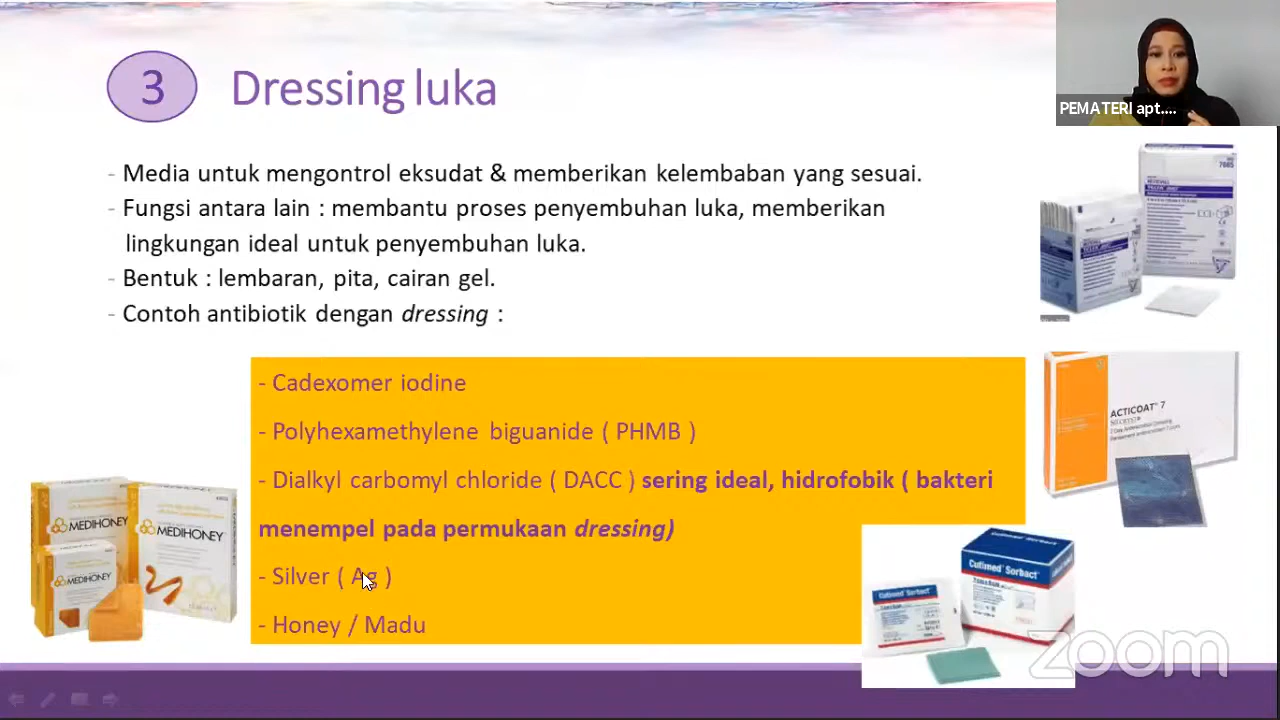 3 Dressing luka
PEMATERI apt....
- Media untuk mengontrol eksudat & memberikan kelembaban yang sesuai.
- Fungsi antara lain : membantu proses penyembuhan luka, memberikan
lingkungan ideal untuk penyembuhan luka.
- Bentuk : lembaran, pita, cairan gel.
- Contoh antibiotik dengan dressing :
- Cadexomer iodine
- Polyhexamethylene biguanide ( PHMB )
- Dialkyl carbomyl chloride ( DACC ) sering ideal, hidrofobik ( bakteri
menempel pada permukaan dressing)
- Silver ( Ag )
- Honey / Madu
ACTICOAT 7
MEDIHONEY
MEDIHONEY
MEDIHONEY
Cutimed Sorbact
Cutimed Sorbact
zoom